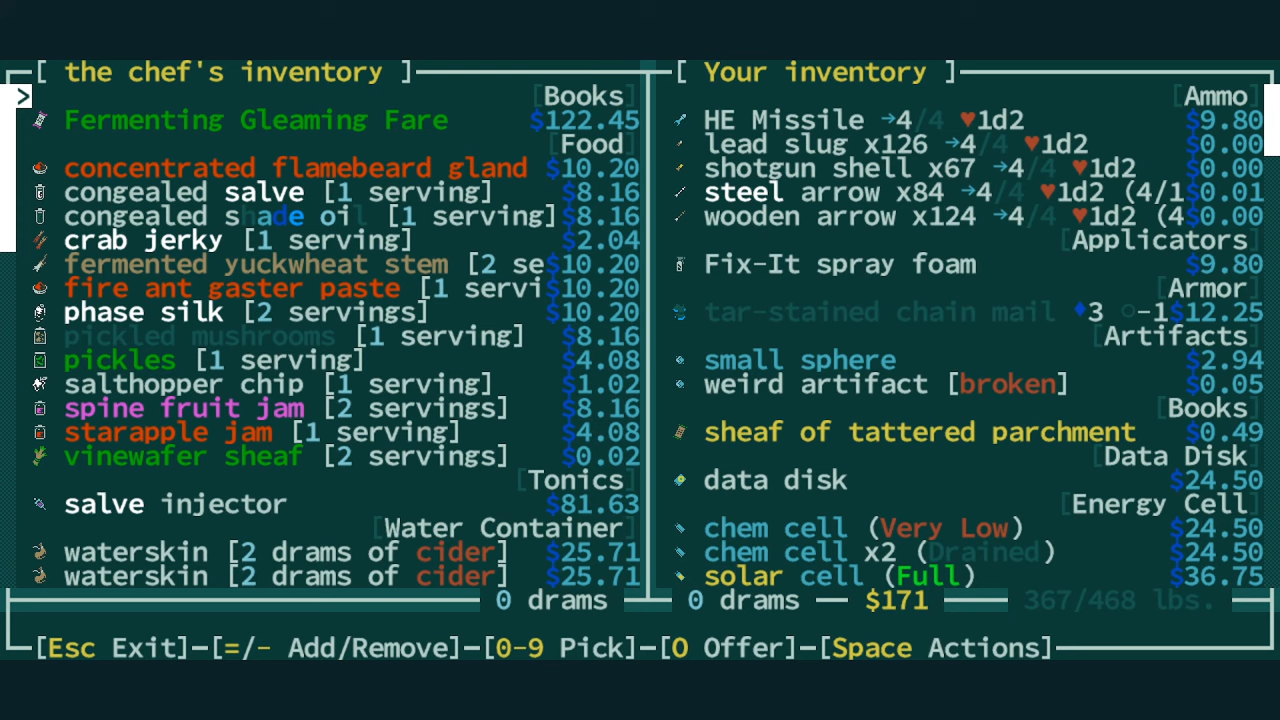 [ the chef's inventory ]
>
[Books]
Fermenting Gleaming Fare $122.45
[Food]
concentrated flamebeard gland $10.20
congealed salve [1 serving] $8.16
congealed shade oil [1 serving] $8.16
crab jerky [1 serving] $2.04
fermented yuckwheat stem [2 se$10.20
fire ant gaster paste [1 servi$10.20
phase silk [2 servings] $10.20
pickled mushrooms [1 serving] $8.16
pickles [1 serving] $4.08
salthopper chip [1 serving] $1.02
spine fruit jam [2 servings] $8.16
starapple jam [1 serving] $4.08
vinewafer sheaf [2 servings] $0.02
[Tonics]
salve injector $81.63
[Water Container]
waterskin [2 drams of cider] $25.71
waterskin [2 drams of cider] $25.71
0 drams
[ Your inventory ]
[Ammo]
HE Missile →4/4 ♥1d2 $9.80
lead slug x126 →4/4 ♥1d2 $0.00
shotgun shell x67 →4/4 ♥1d2 $0.00
steel arrow x84 →4/4 ♥1d2 (4/1$0.01
wooden arrow x124 →4/4 ♥1d2 (4$0.00
[Applicators]
Fix-It spray foam $9.80
[Armor]
tar-stained chain mail ♦3 ○-1$12.25
[Artifacts]
small sphere $2.94
weird artifact [broken] $0.05
[Books]
sheaf of tattered parchment $0.49
[Data Disk]
data disk $24.50
[Energy Cell]
chem cell (Very Low) $24.50
chem cell x2 (Drained) $24.50
solar cell (Full) $36.75
0 drams — $171 367/468 lbs.
[Esc Exit]—[=/- Add/Remove]—[0-9 Pick]—[O Offer]—[Space Actions]